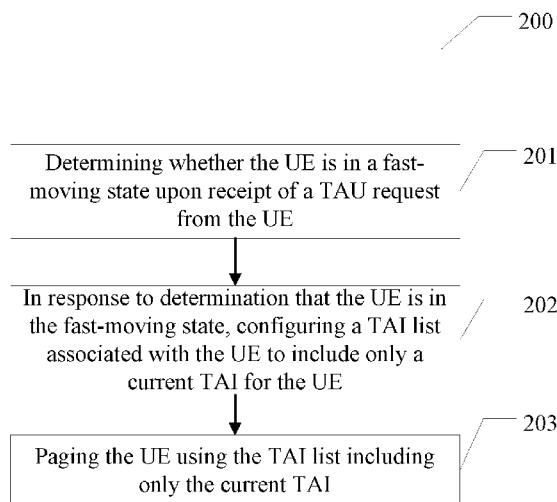 200
201
Determining whether the UE is in a fast-
moving state upon receipt of a TAU request
from the UE
202
In response to determination that the UE is in
the fast-moving state, configuring a TAI list
associated with the UE to include only a
current TAI for the UE
203
Paging the UE using the TAI list including
only the current TAI